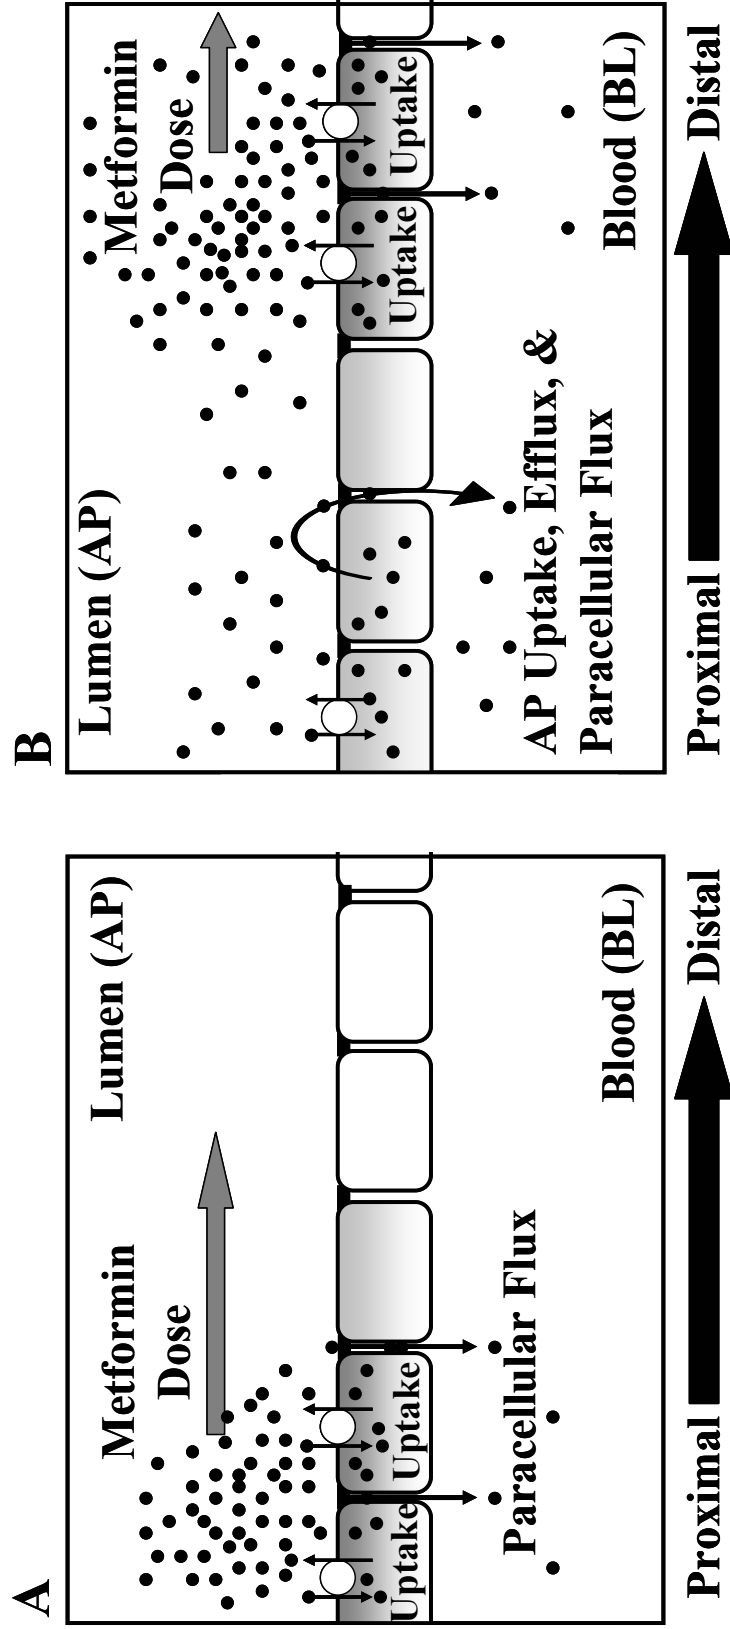 A
Metformin
Dose
Lumen (AP)
Uptake
Uptake
Paracellular Flux
Blood (BL)
Proximal
Distal
B
Lumen (AP)
Metformin
Dose
Uptake
Uptake
AP Uptake, Efflux, &
Paracellular Flux
Blood (BL)
Proximal
Distal